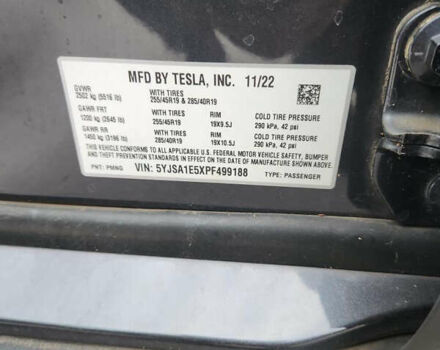 MFD BY TESLA, INC. 11/22
GVWR
2502 kg (5516 lb)
WITH TIRES
255/45R19 & 285/40R19
GAWR FRT
1200 kg (2645 lb)
WITH TIRES
255/45R19
RIM
19X9.5J
COLD TIRE PRESSURE
290 kPa, 42 psi
GAWR RR
1450 kg (3196 lb)
WITH TIRES
285/40R19
RIM
19X10.5J
COLD TIRE PRESSURE
290 kPa, 42 psi
THIS VEHICLE CONFORMS TO ALL APPLICABLE U.S. FEDERAL MOTOR VEHICLE SAFETY, BUMPER
AND THEFT PREVENTION STANDARDS IN EFFECT ON THE DATE OF MANUFACTURE SHOWN ABOVE.
PNT: PMNG VIN: 5YJSA1E5XPF499188 TYPE: PASSENGER